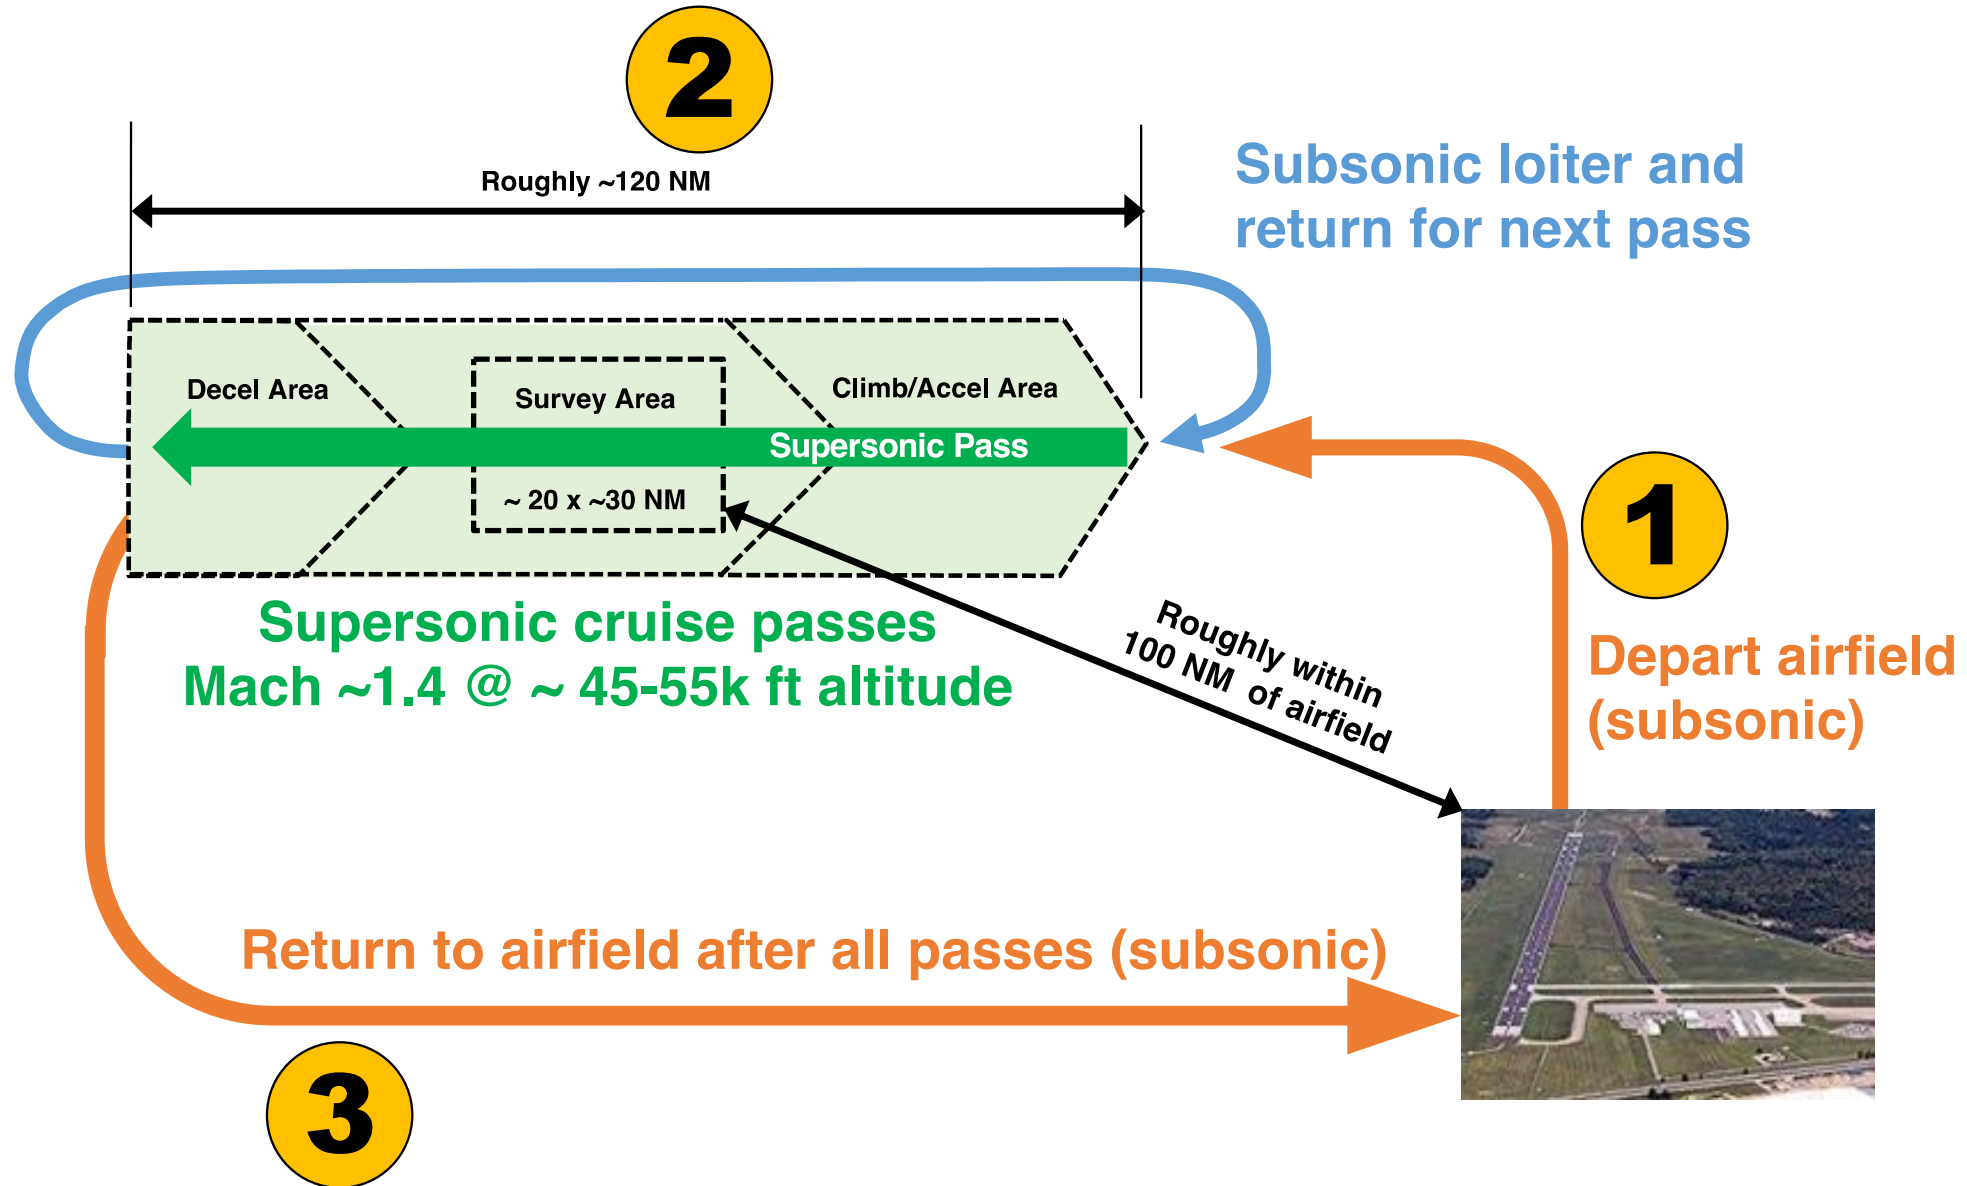 2
Roughly ~120 NM
Subsonic loiter and
return for next pass
Decel Area
Survey Area
Climb/Accel Area
Supersonic Pass
~ 20 x ~30 NM
1
Supersonic cruise passes
Mach ~1.4 @ ~ 45-55k ft altitude
Roughly within
100 NM of airfield
Depart airfield
(subsonic)
Return to airfield after all passes (subsonic)
3